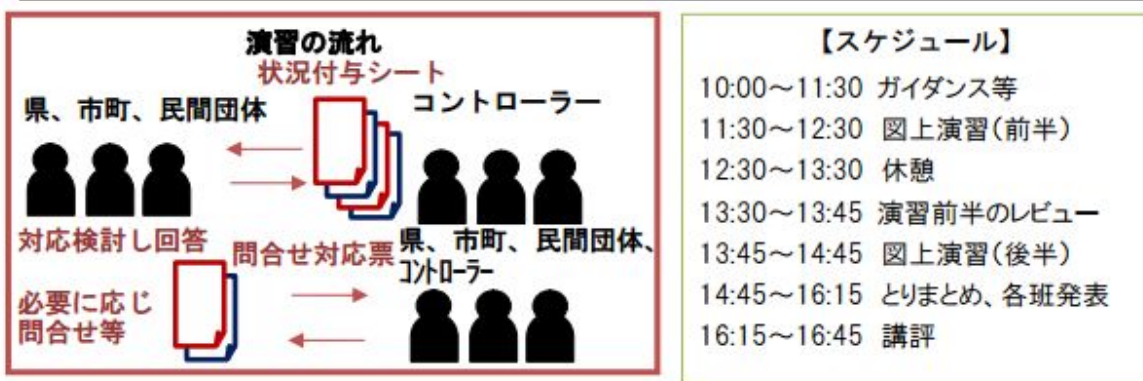 演習の流れ
状況付与シート
県、市町、民間団体
コントローラー
対応検討し回答
問合せ対応票
県、市町、民間団体、
コントローラー
必要に応じ
問合せ等
【スケジュール】
10:00～11:30 ガイダンス等
11:30～12:30 図上演習(前半)
12:30～13:30 休憩
13:30～13:45 演習前半のレビュー
13:45～14:45 図上演習(後半)
14:45～16:15 とりまとめ、各班発表
16:15～16:45 講評